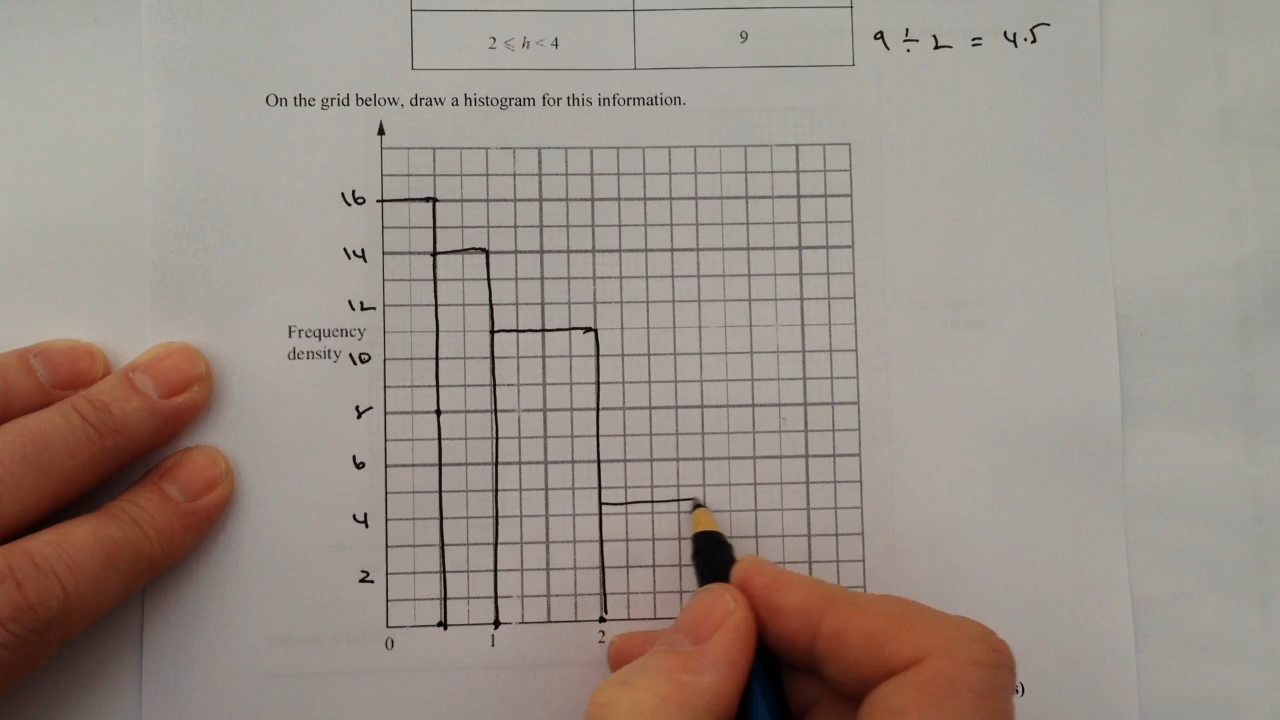 2 ⩽ h < 4 9 9 ÷ 2 = 4.5
On the grid below, draw a histogram for this information.
16
14
12
Frequency
density 10
8
6
4
2
0 1 2
s)